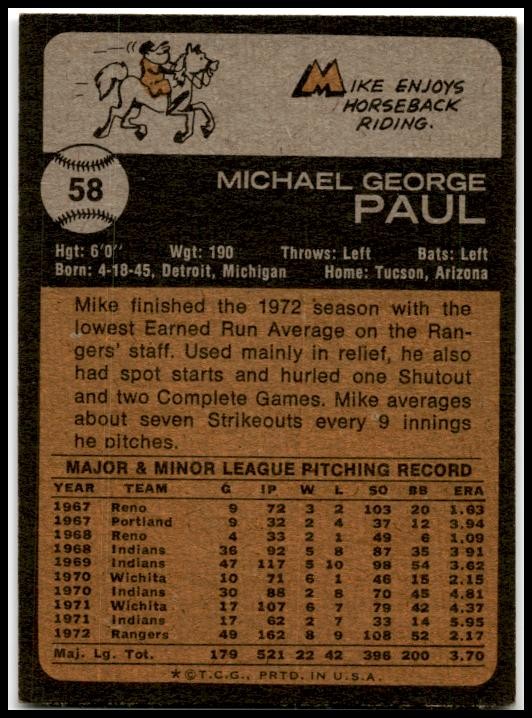 MIKE ENJOYS
HORSEBACK
RIDING.
58
MICHAEL GEORGE
PAUL
Hgt: 6'0" Wgt: 190 Throws: Left Bats: Left
Born: 4-18-45, Detroit, Michigan Home: Tucson, Arizona
Mike finished the 1972 season with the
lowest Earned Run Average on the Ran-
gers' staff. Used mainly in relief, he also
had spot starts and hurled one Shutout
and two Complete Games. Mike averages
about seven Strikeouts every 9 innings
he pitches.
MAJOR & MINOR LEAGUE PITCHING RECORD
YEAR TEAM G IP W L SO BB ERA
1967 Reno 9 72 3 2 103 20 1.63
1967 Portland 9 32 2 4 37 12 3.94
1968 Reno 4 33 2 1 49 6 1.09
1968 Indians 36 92 5 8 87 35 3.91
1969 Indians 47 117 5 10 98 54 3.62
1970 Wichita 10 71 6 1 46 15 2.15
1970 Indians 30 88 2 8 70 45 4.81
1971 Wichita 17 107 6 7 79 42 4.37
1971 Indians 17 62 2 7 33 14 5.95
1972 Rangers 49 162 8 9 108 52 2.17
Maj. Lg. Tot. 179 521 22 42 396 200 3.70
*©T.C.G., PRTD. IN U.S.A.